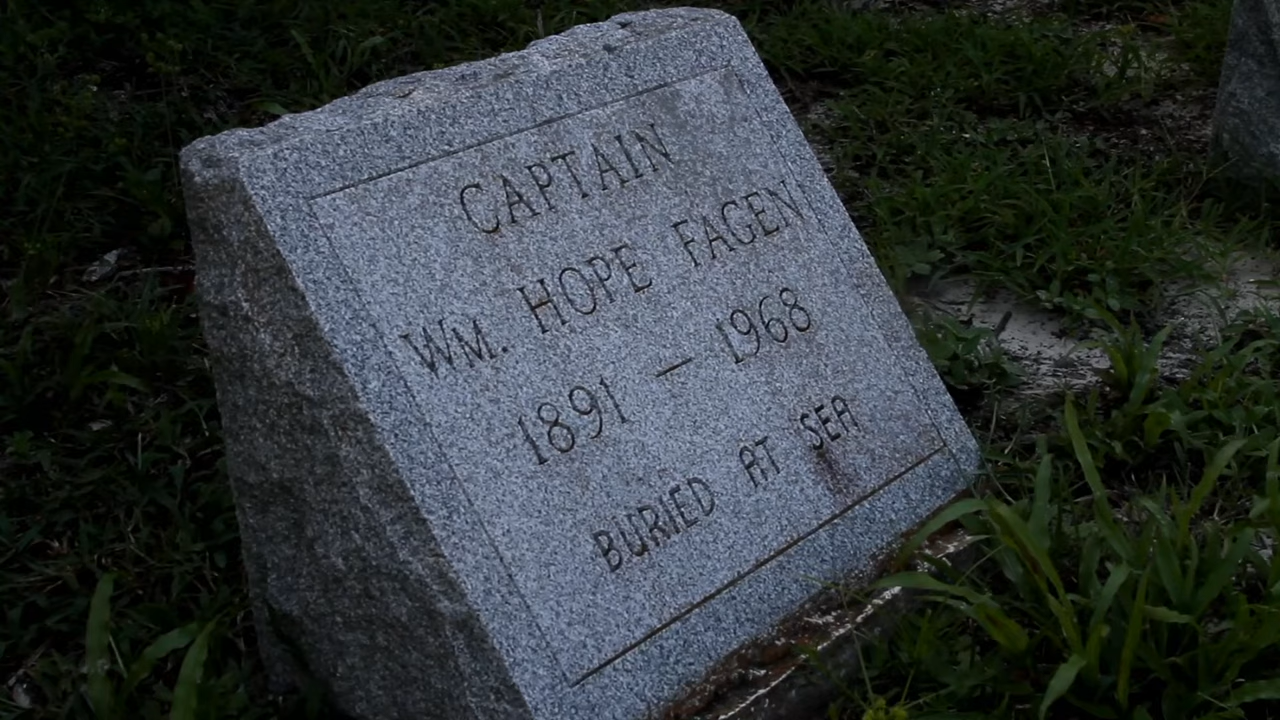 CAPTAIN
WM. HOPE FAGEN
1891 — 1968
BURIED AT SEA